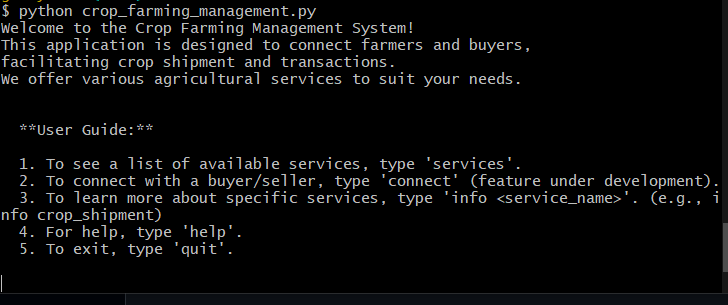 $ python crop_farming_management.py
Welcome to the Crop Farming Management System!
This application is designed to connect farmers and buyers,
facilitating crop shipment and transactions.
We offer various agricultural services to suit your needs.
**User Guide:**
1. To see a list of available services, type 'services'.
2. To connect with a buyer/seller, type 'connect' (feature under development).
3. To learn more about specific services, type 'info <service_name>'. (e.g., i
nfo crop_shipment)
4. For help, type 'help'.
5. To exit, type 'quit'.